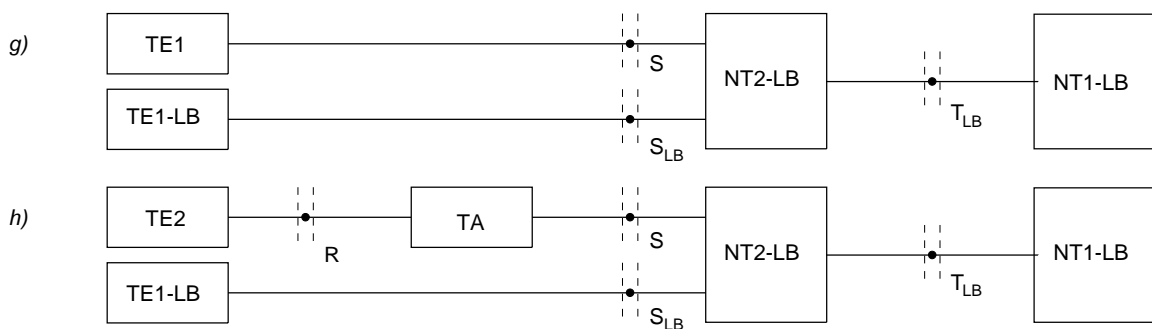 g)
TE1
S
TE1-LB
S_LB
NT2-LB
T_LB
NT1-LB
h)
TE2
R
TA
S
TE1-LB
S_LB
NT2-LB
T_LB
NT1-LB